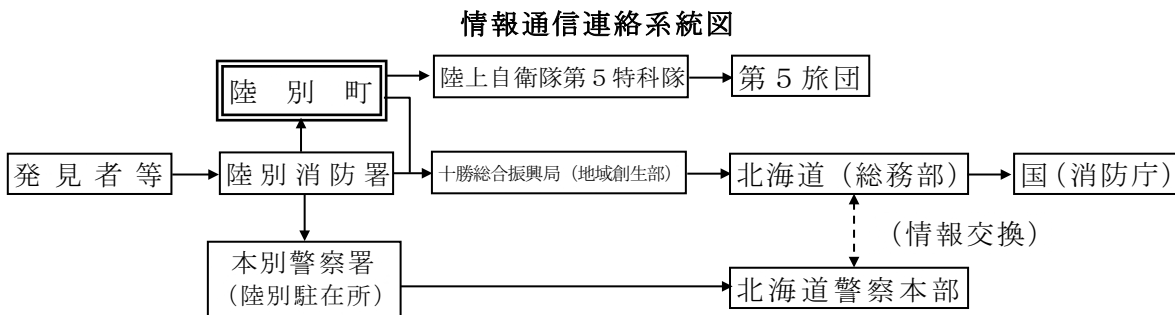 情報通信連絡系統図
陸別町
陸上自衛隊第5特科隊
第5旅団
発見者等
陸別消防署
十勝総合振興局(地域創生部)
北海道(総務部)
国(消防庁)
(情報交換)
本別警察署
(陸別駐在所)
北海道警察本部